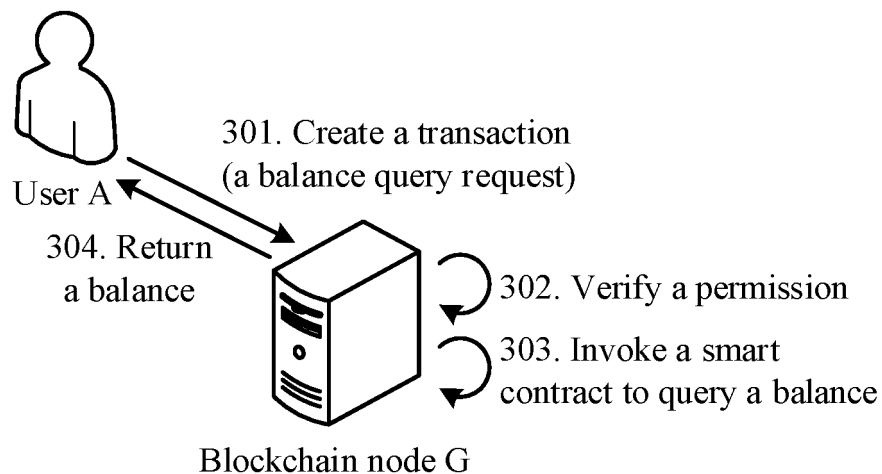 301. Create a transaction
(a balance query request)
User A
304. Return
a balance
302. Verify a permission
303. Invoke a smart
contract to query a balance
Blockchain node G